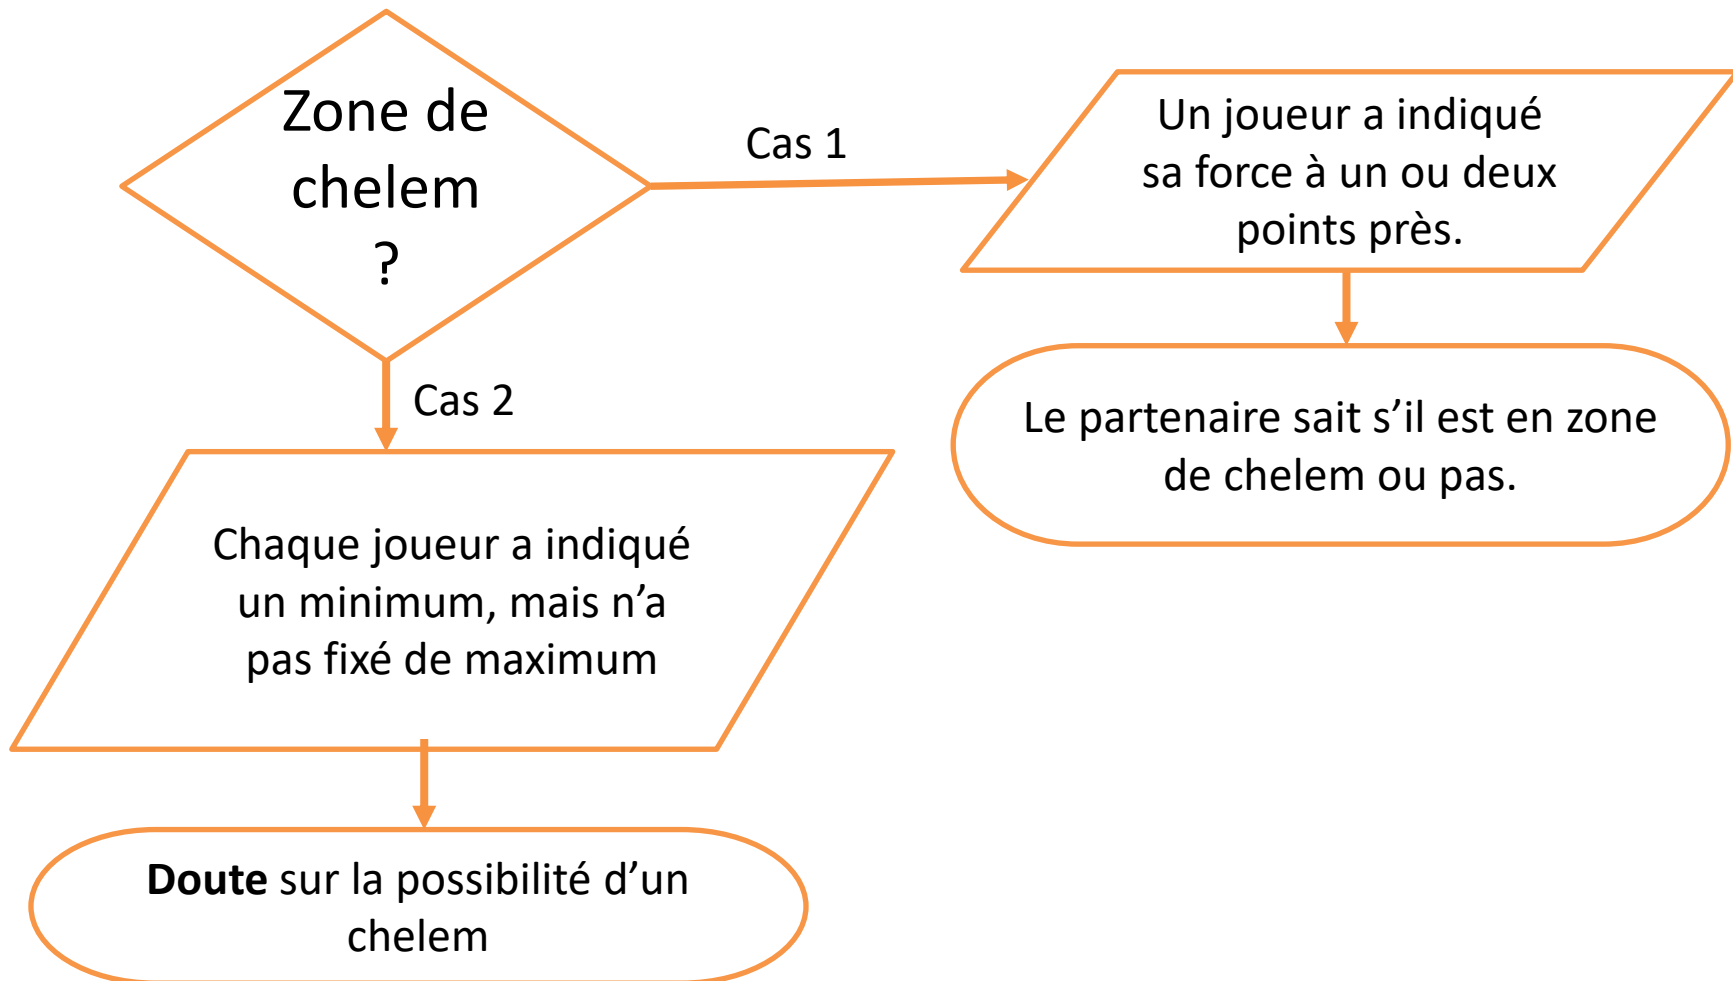 Zone de
chelem
?
Cas 1
Un joueur a indiqué
sa force à un ou deux
points près.
Le partenaire sait s’il est en zone
de chelem ou pas.
Cas 2
Chaque joueur a indiqué
un minimum, mais n’a
pas fixé de maximum
Doute sur la possibilité d’un
chelem